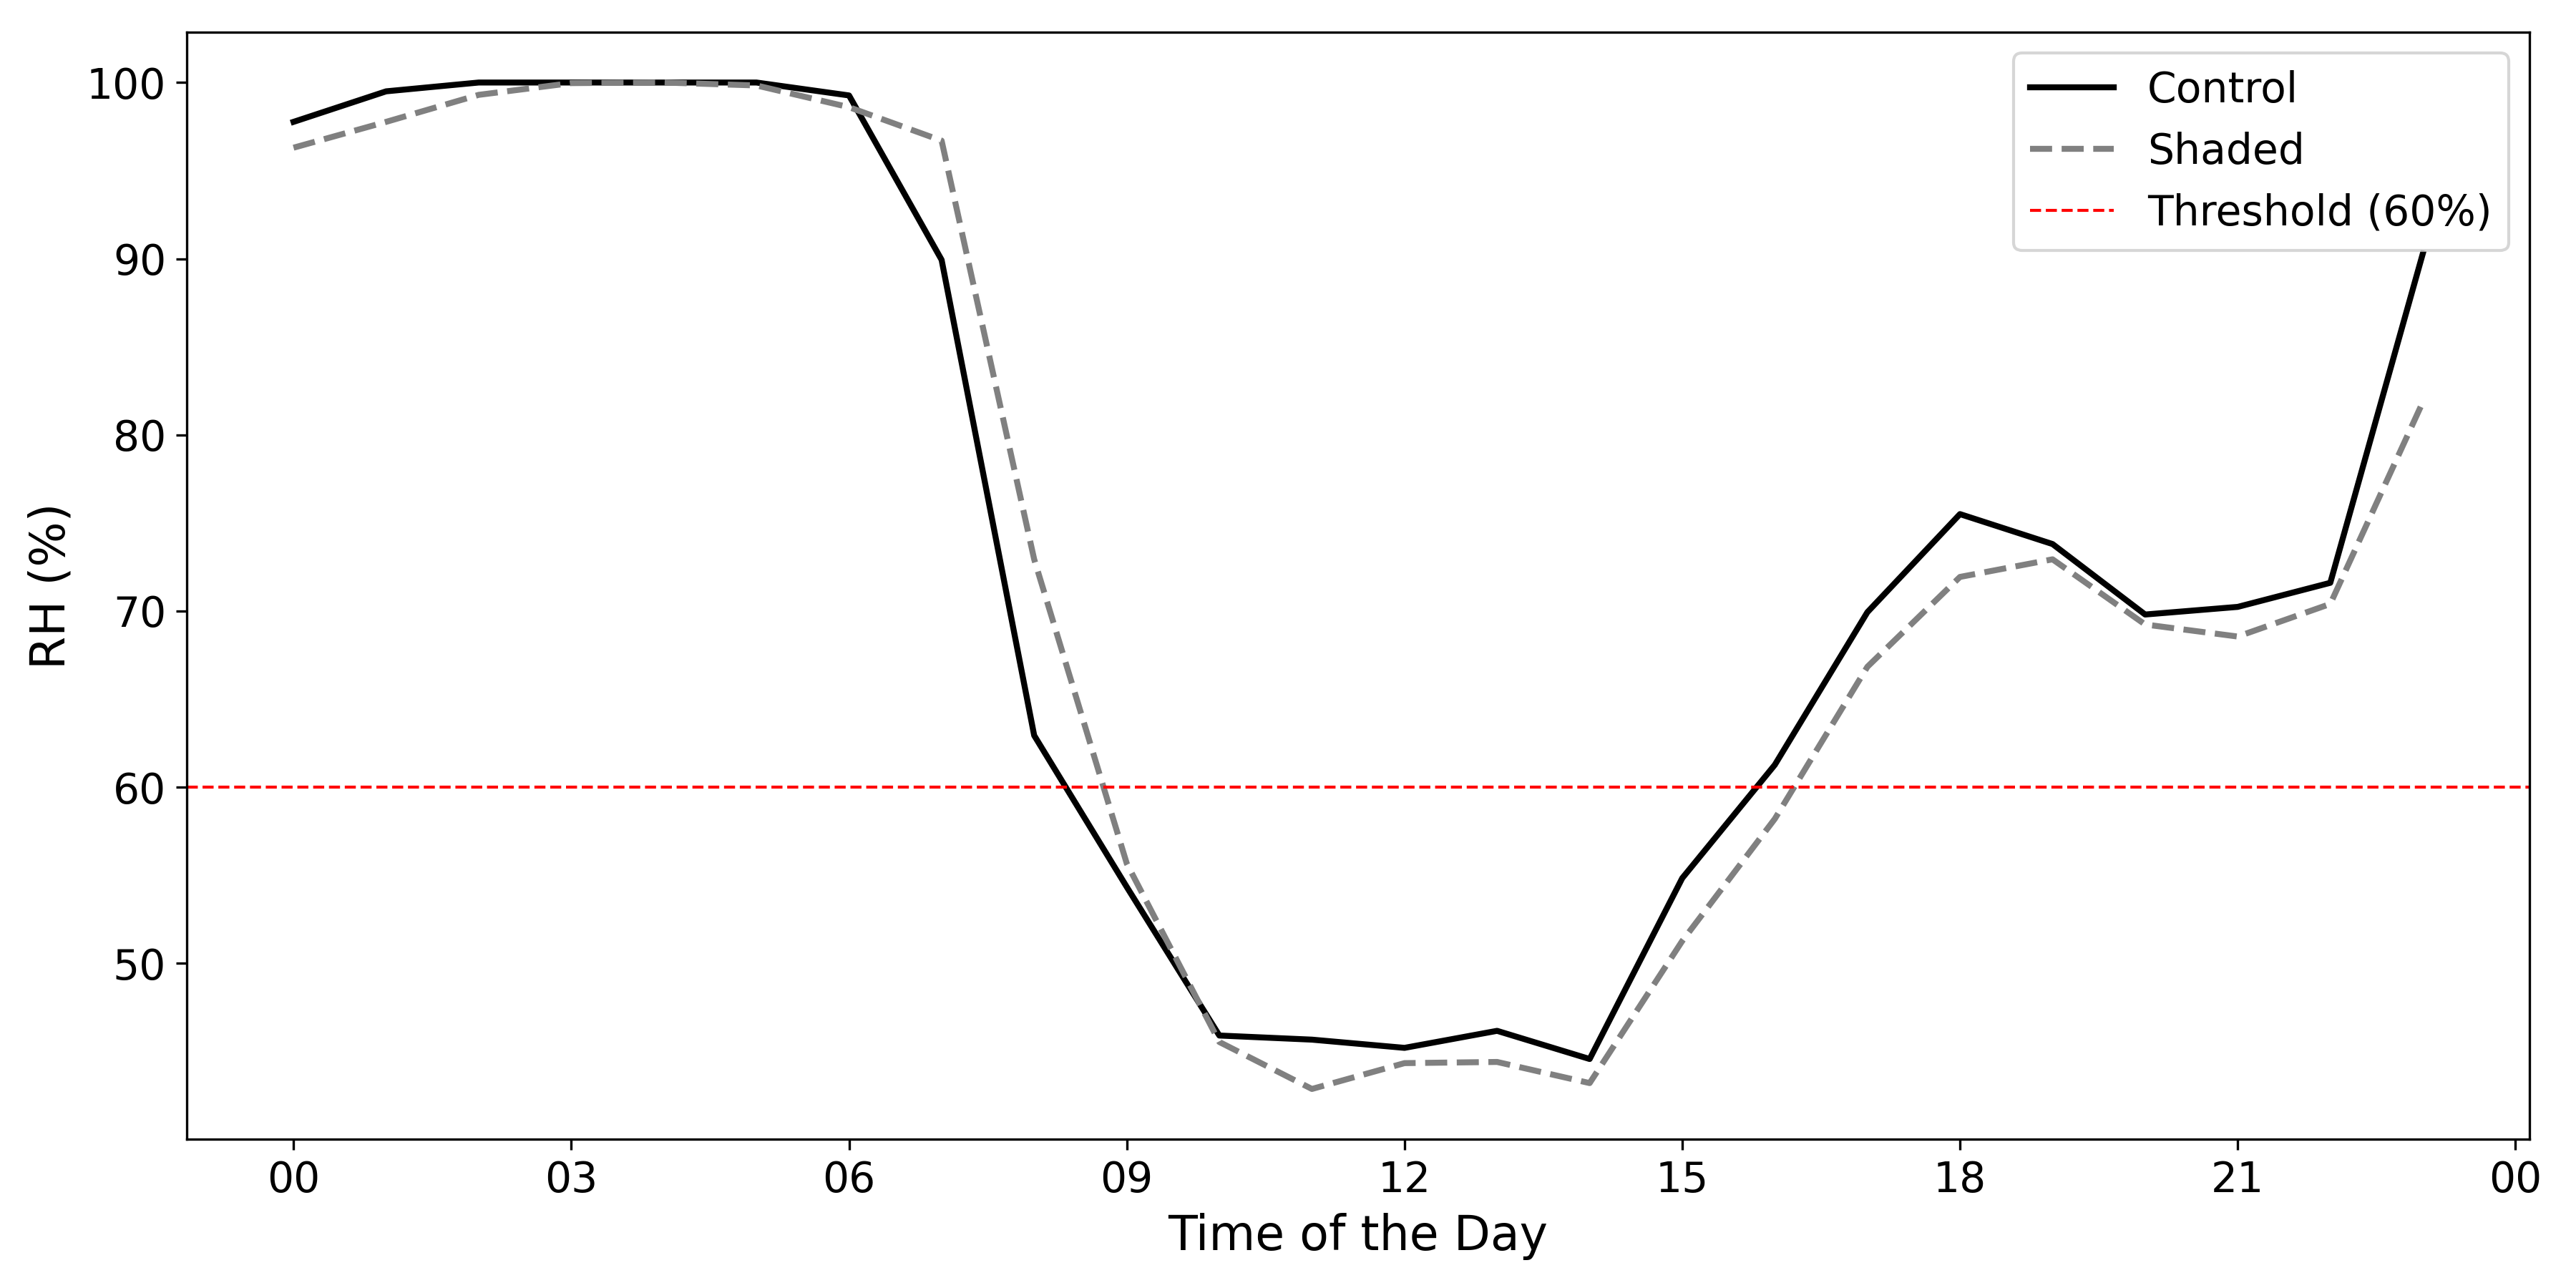 100
90
80
70
60
50
RH (%)
Control
Shaded
Threshold (60%)
00 03 06 09 12 15 18 21 00
Time of the Day